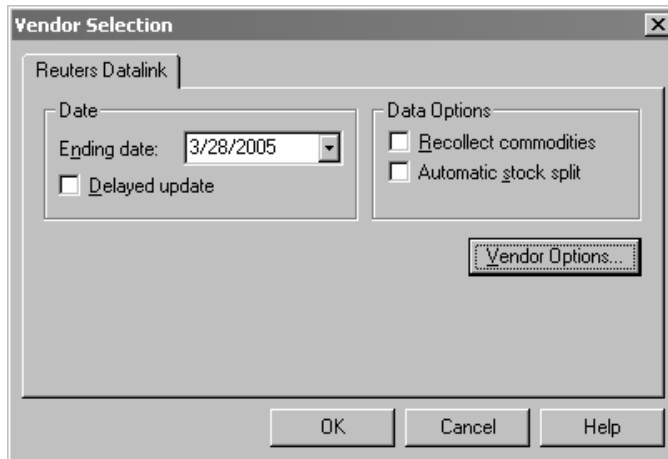 Vendor Selection
Reuters Datalink
Date
Ending date: 3/28/2005
Delayed update
Data Options
Recollect commodities
Automatic stock split
Vendor Options...
OK Cancel Help